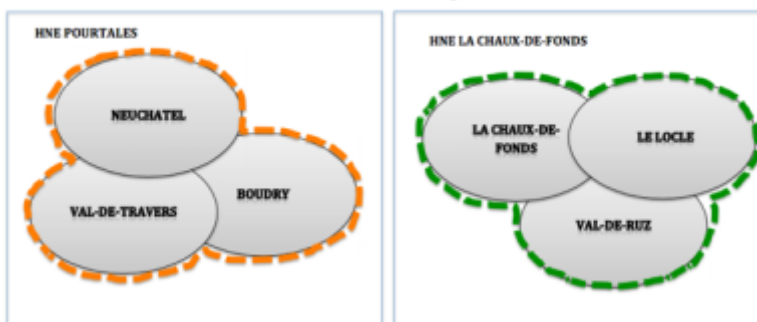 HNE POURTALES
NEUCHATEL
VAL-DE-TRAVERS
BOUDRY
HNE LA CHAUX-DE-FONDS
LA CHAUX-DE-
FONDS
LE LOCLE
VAL-DE-RUZ